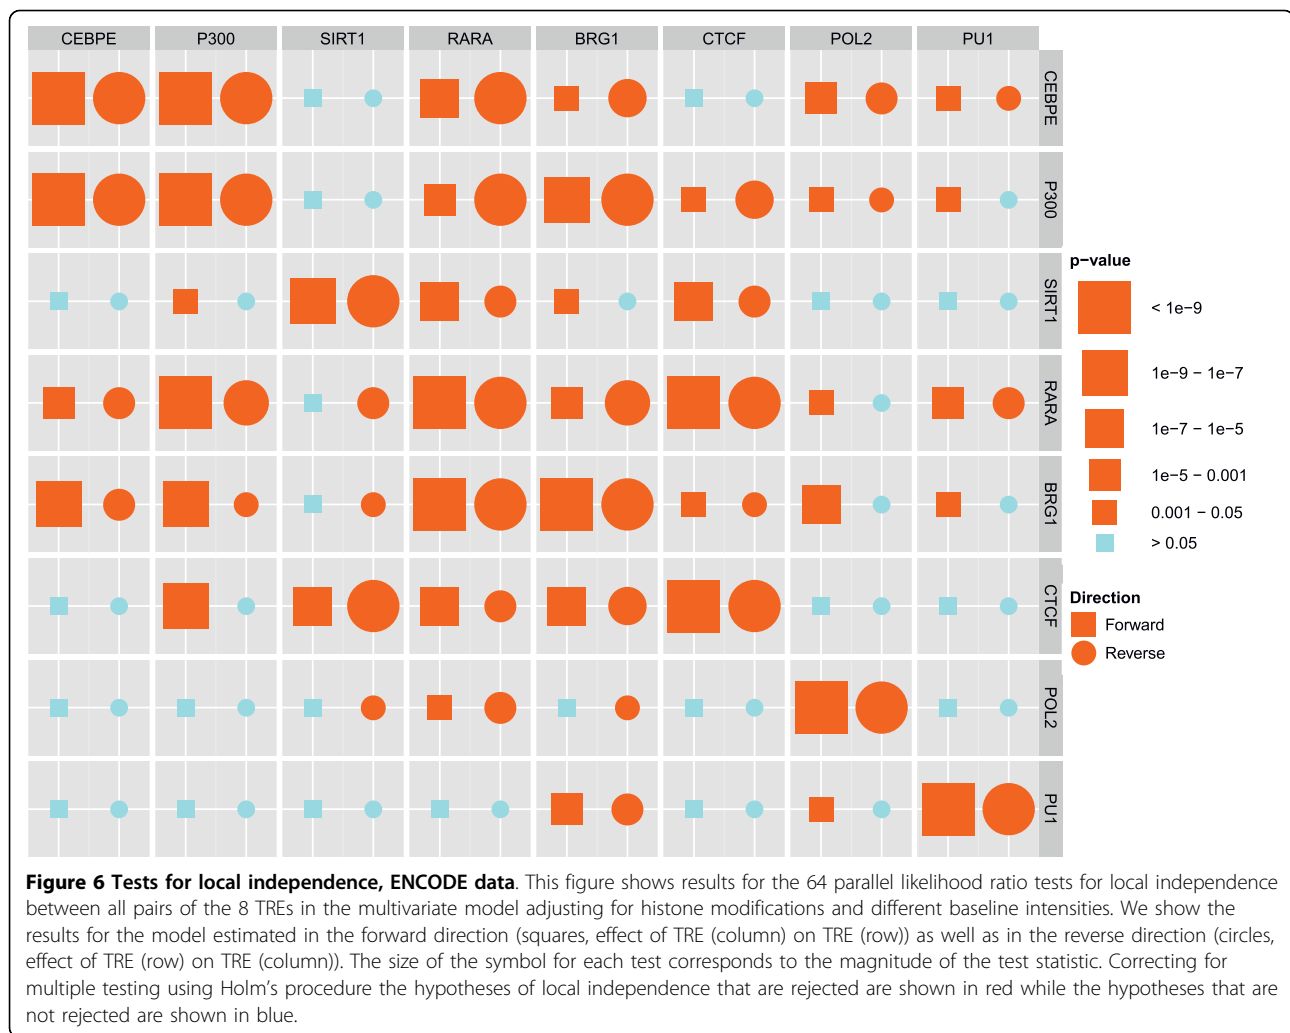 CEBPE P300 SIRT1 RARA BRG1 CTCF POL2 PU1
CEBPE
P300
SIRT1
RARA
BRG1
CTCF
POL2
PU1
p−value
< 1e−9
1e−9 − 1e−7
1e−7 − 1e−5
1e−5 − 0.001
0.001 − 0.05
> 0.05
Direction
Forward
Reverse
Figure 6 Tests for local independence, ENCODE data. This figure shows results for the 64 parallel likelihood ratio tests for local independence
between all pairs of the 8 TREs in the multivariate model adjusting for histone modifications and different baseline intensities. We show the
results for the model estimated in the forward direction (squares, effect of TRE (column) on TRE (row)) as well as in the reverse direction (circles,
effect of TRE (row) on TRE (column)). The size of the symbol for each test corresponds to the magnitude of the test statistic. Correcting for
multiple testing using Holm's procedure the hypotheses of local independence that are rejected are shown in red while the hypotheses that are
not rejected are shown in blue.